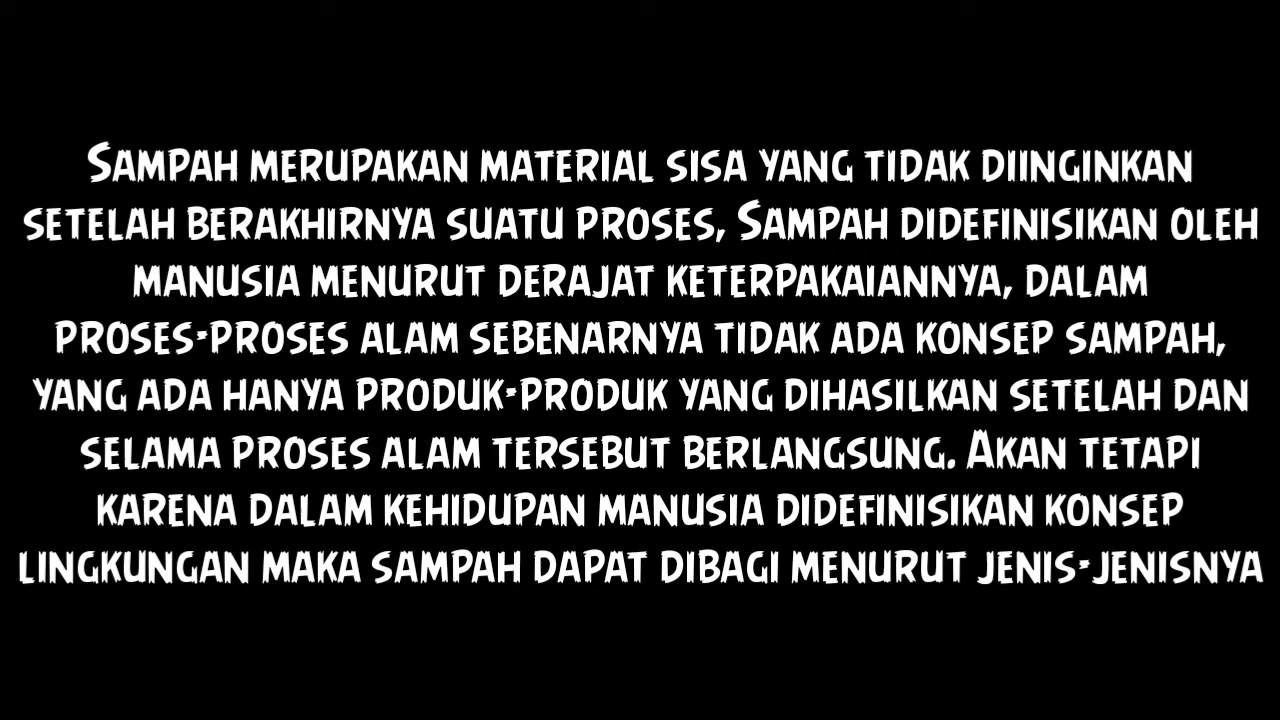 Sampah merupakan material sisa yang tidak diinginkan
setelah berakhirnya suatu proses, Sampah didefinisikan oleh
manusia menurut derajat keterpakaiannya, dalam
proses-proses alam sebenarnya tidak ada konsep sampah,
yang ada hanya produk-produk yang dihasilkan setelah dan
selama proses alam tersebut berlangsung. Akan tetapi
karena dalam kehidupan manusia didefinisikan konsep
lingkungan maka sampah dapat dibagi menurut jenis-jenisnya